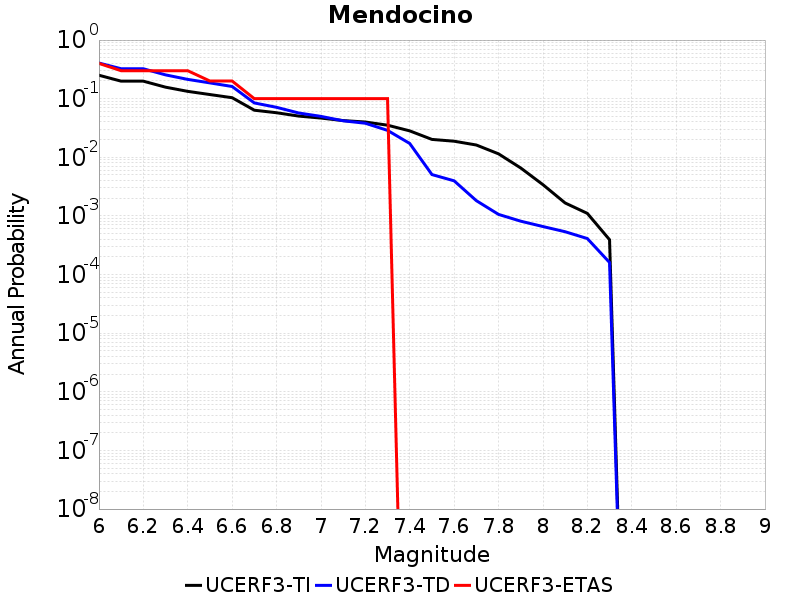 Mendocino
Annual Probability
10^0
10^-1
10^-2
10^-3
10^-4
10^-5
10^-6
10^-7
10^-8
6 6.2 6.4 6.6 6.8 7 7.2 7.4 7.6 7.8 8 8.2 8.4 8.6 8.8 9
Magnitude
UCERF3-TI UCERF3-TD UCERF3-ETAS